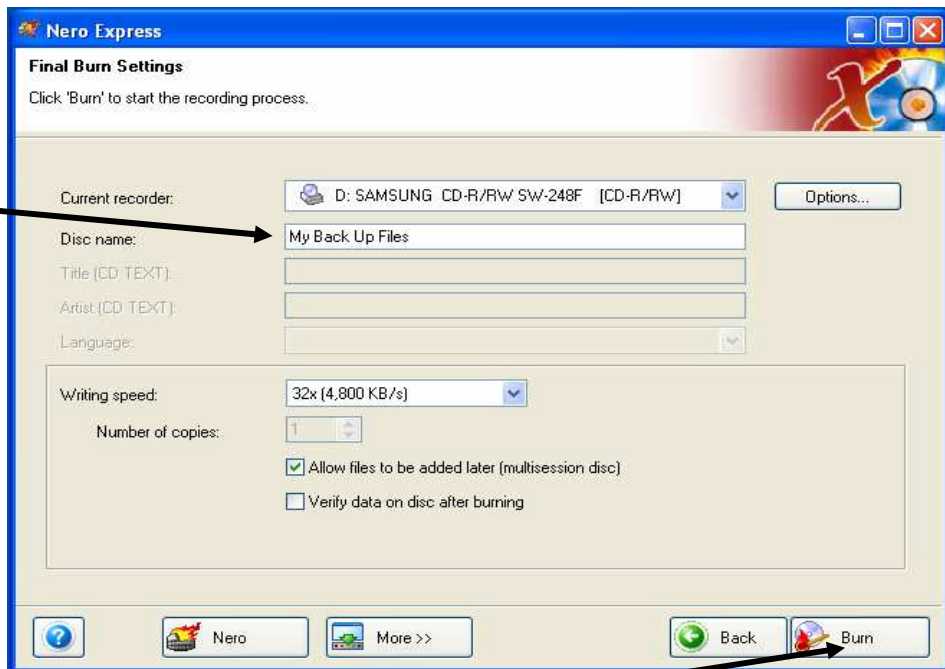 Nero Express
Final Burn Settings
Click 'Burn' to start the recording process.
Current recorder: D: SAMSUNG CD-R/RW SW-248F [CD-R/RW] Options...
Disc name: My Back Up Files
Title (CD TEXT):
Artist (CD TEXT):
Language:
Writing speed: 32x (4,800 KB/s)
Number of copies: 1
Allow files to be added later (multisession disc)
Verify data on disc after burning
? Nero More >> Back Burn